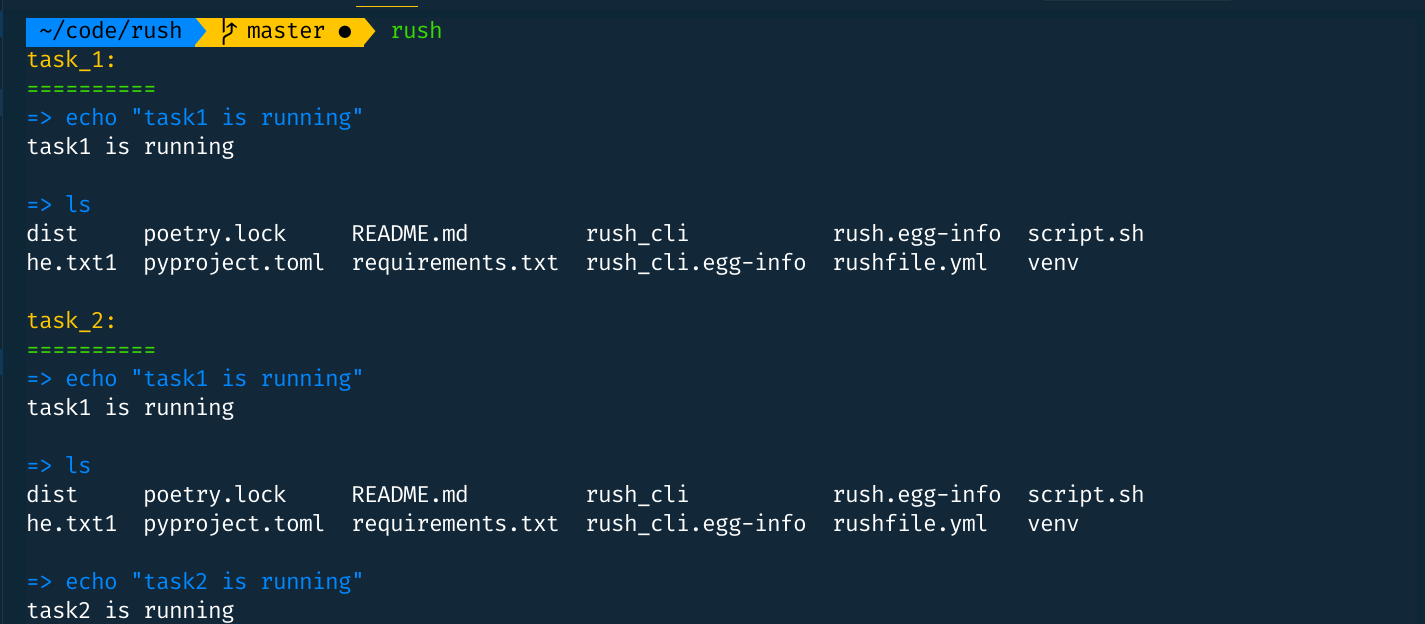 ~/code/rush master ● rush
task_1:
==========
=> echo "task1 is running"
task1 is running
=> ls
dist poetry.lock README.md rush_cli rush.egg-info script.sh
he.txt1 pyproject.toml requirements.txt rush_cli.egg-info rushfile.yml venv
task_2:
==========
=> echo "task1 is running"
task1 is running
=> ls
dist poetry.lock README.md rush_cli rush.egg-info script.sh
he.txt1 pyproject.toml requirements.txt rush_cli.egg-info rushfile.yml venv
=> echo "task2 is running"
task2 is running